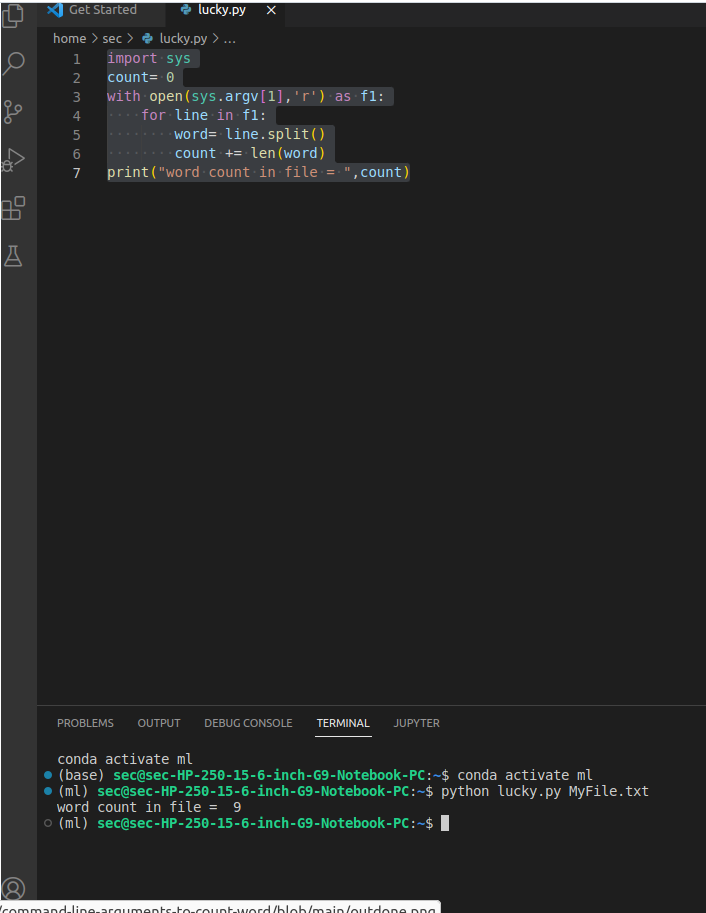 Get Started lucky.py
home > sec > lucky.py > ...
1 import sys
2 count= 0
3 with open(sys.argv[1],'r') as f1:
4 for line in f1:
5 word= line.split()
6 count += len(word)
7 print("word count in file = ",count)
PROBLEMS OUTPUT DEBUG CONSOLE TERMINAL JUPYTER
conda activate ml
(base) sec@sec-HP-250-15-6-inch-G9-Notebook-PC:~$ conda activate ml
(ml) sec@sec-HP-250-15-6-inch-G9-Notebook-PC:~$ python lucky.py MyFile.txt
word count in file =  9
(ml) sec@sec-HP-250-15-6-inch-G9-Notebook-PC:~$
/command-line-arguments-to-count-word/blob/main/outdone.png